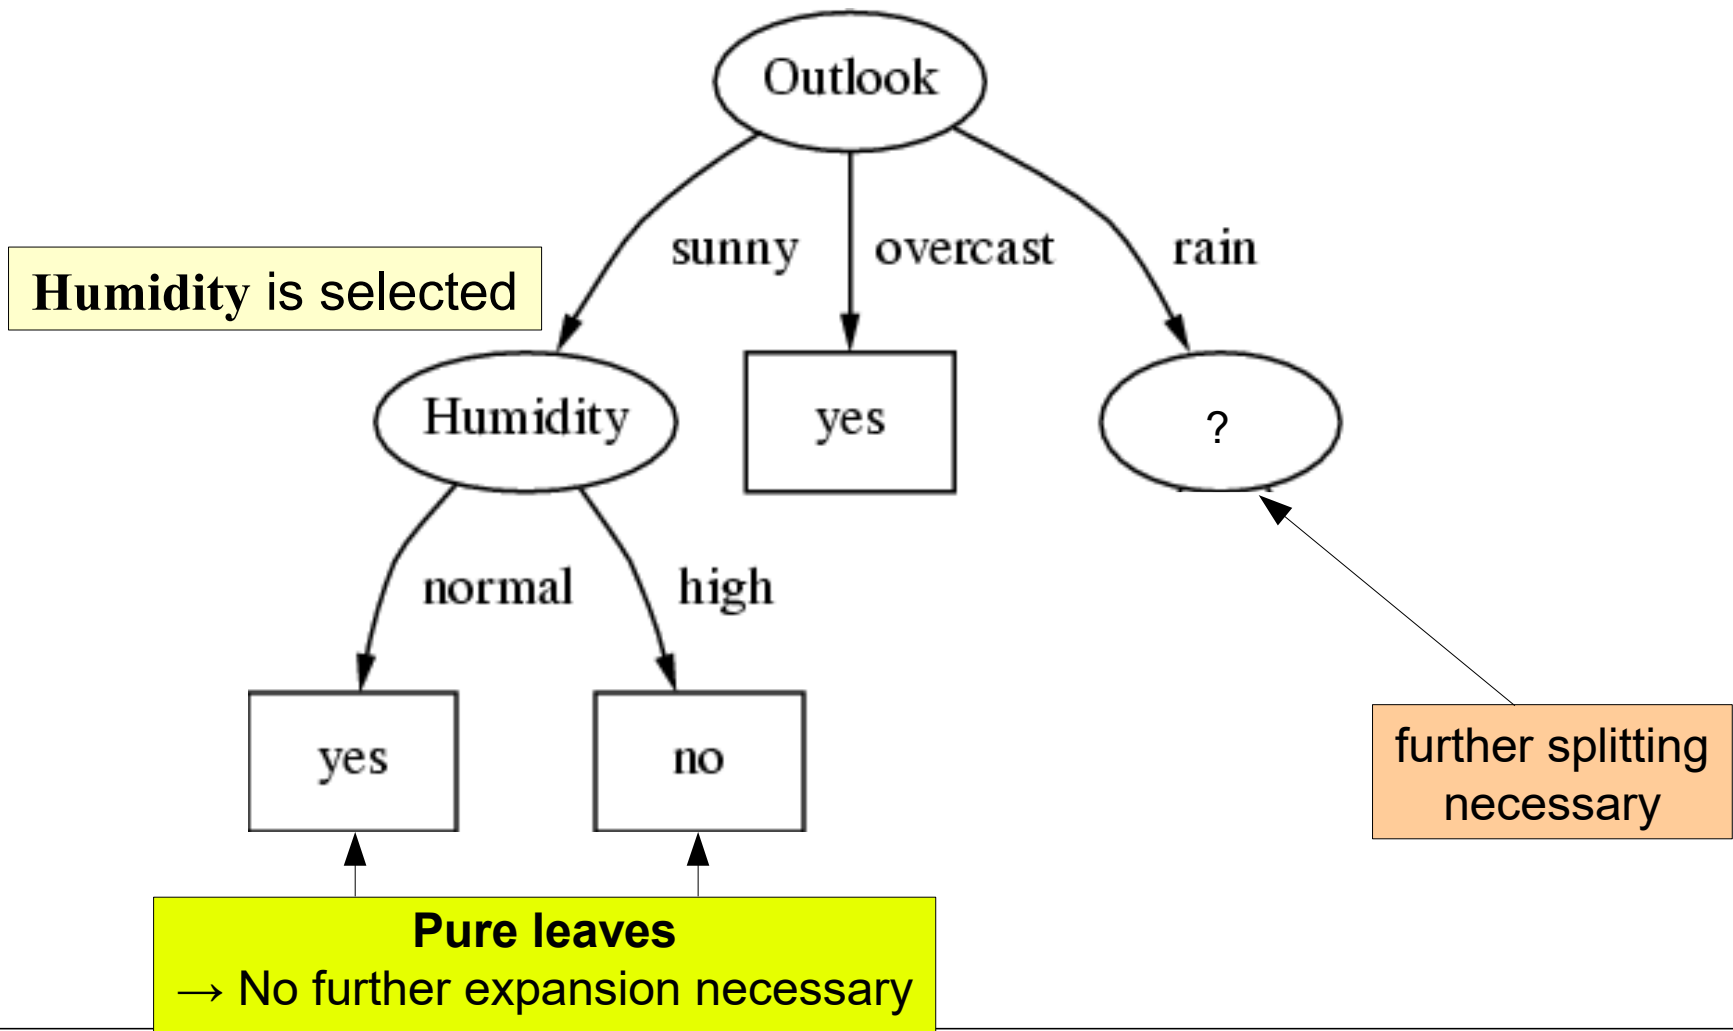 Outlook
sunny
overcast
rain
Humidity is selected
Humidity
yes
?
normal
high
yes
no
further splitting
necessary
Pure leaves
→ No further expansion necessary